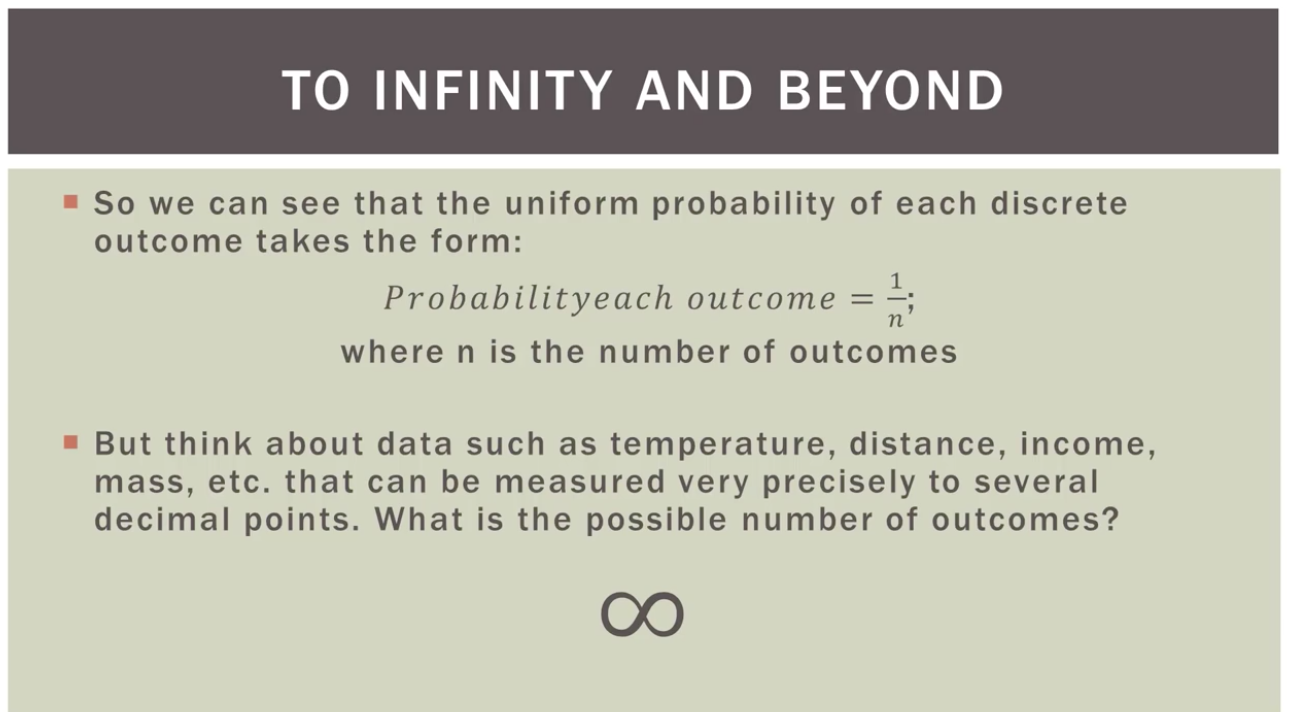 TO INFINITY AND BEYOND
▪ So we can see that the uniform probability of each discrete
outcome takes the form:
Probabilityeach outcome = 1/n;
where n is the number of outcomes
▪ But think about data such as temperature, distance, income,
mass, etc. that can be measured very precisely to several
decimal points. What is the possible number of outcomes?
∞